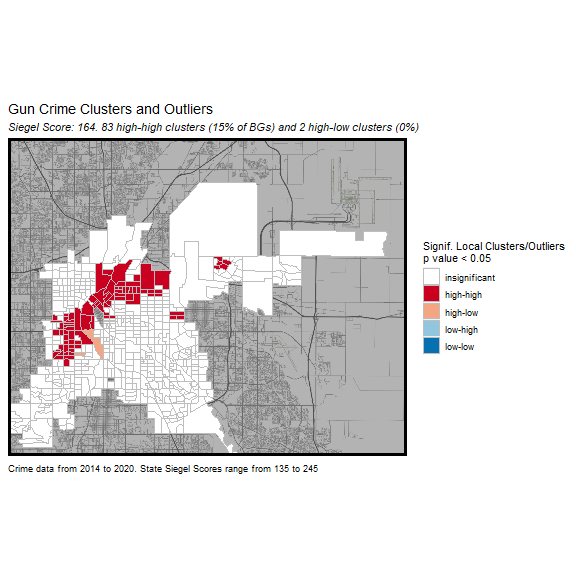 Gun Crime Clusters and Outliers
Siegel Score: 164. 83 high-high clusters (15% of BGs) and 2 high-low clusters (0%)
Signif. Local Clusters/Outliers
p value < 0.05
insignificant
high-high
high-low
low-high
low-low
Crime data from 2014 to 2020. State Siegel Scores range from 135 to 245